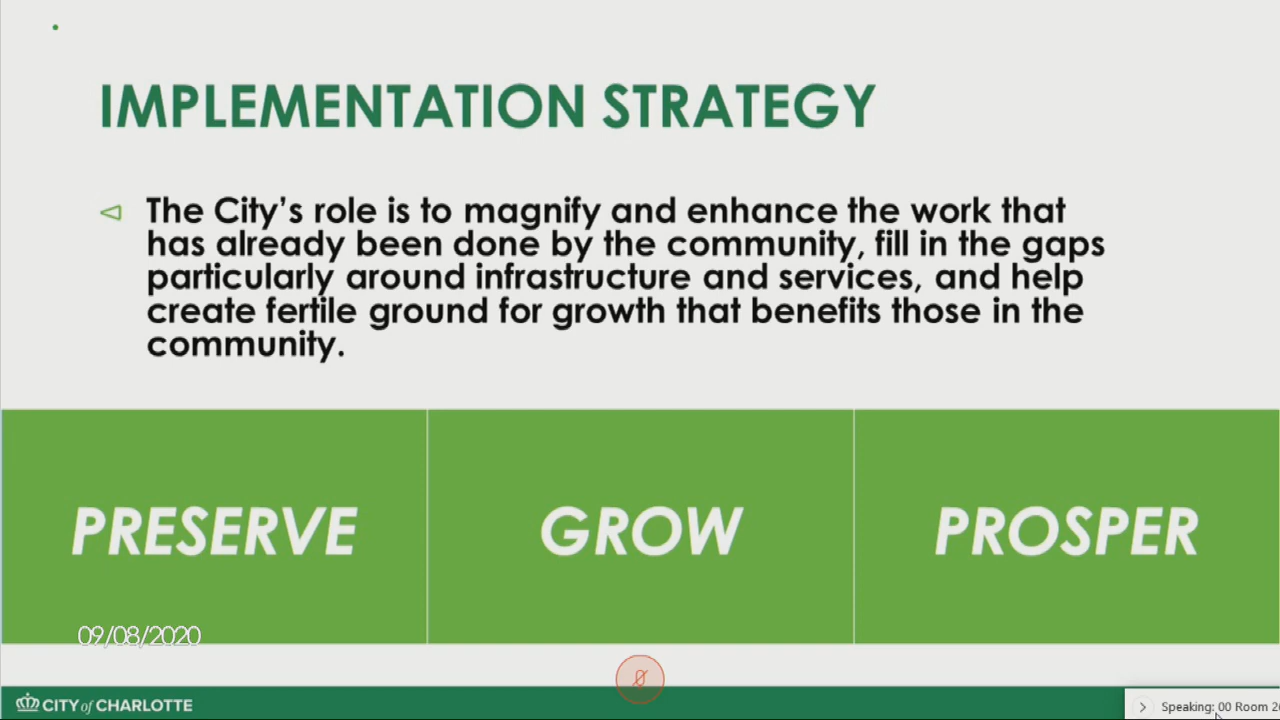 IMPLEMENTATION STRATEGY
The City's role is to magnify and enhance the work that
has already been done by the community, fill in the gaps
particularly around infrastructure and services, and help
create fertile ground for growth that benefits those in the
community.
PRESERVE
GROW
PROSPER
09/08/2020
CITY of CHARLOTTE
Speaking: 00 Room